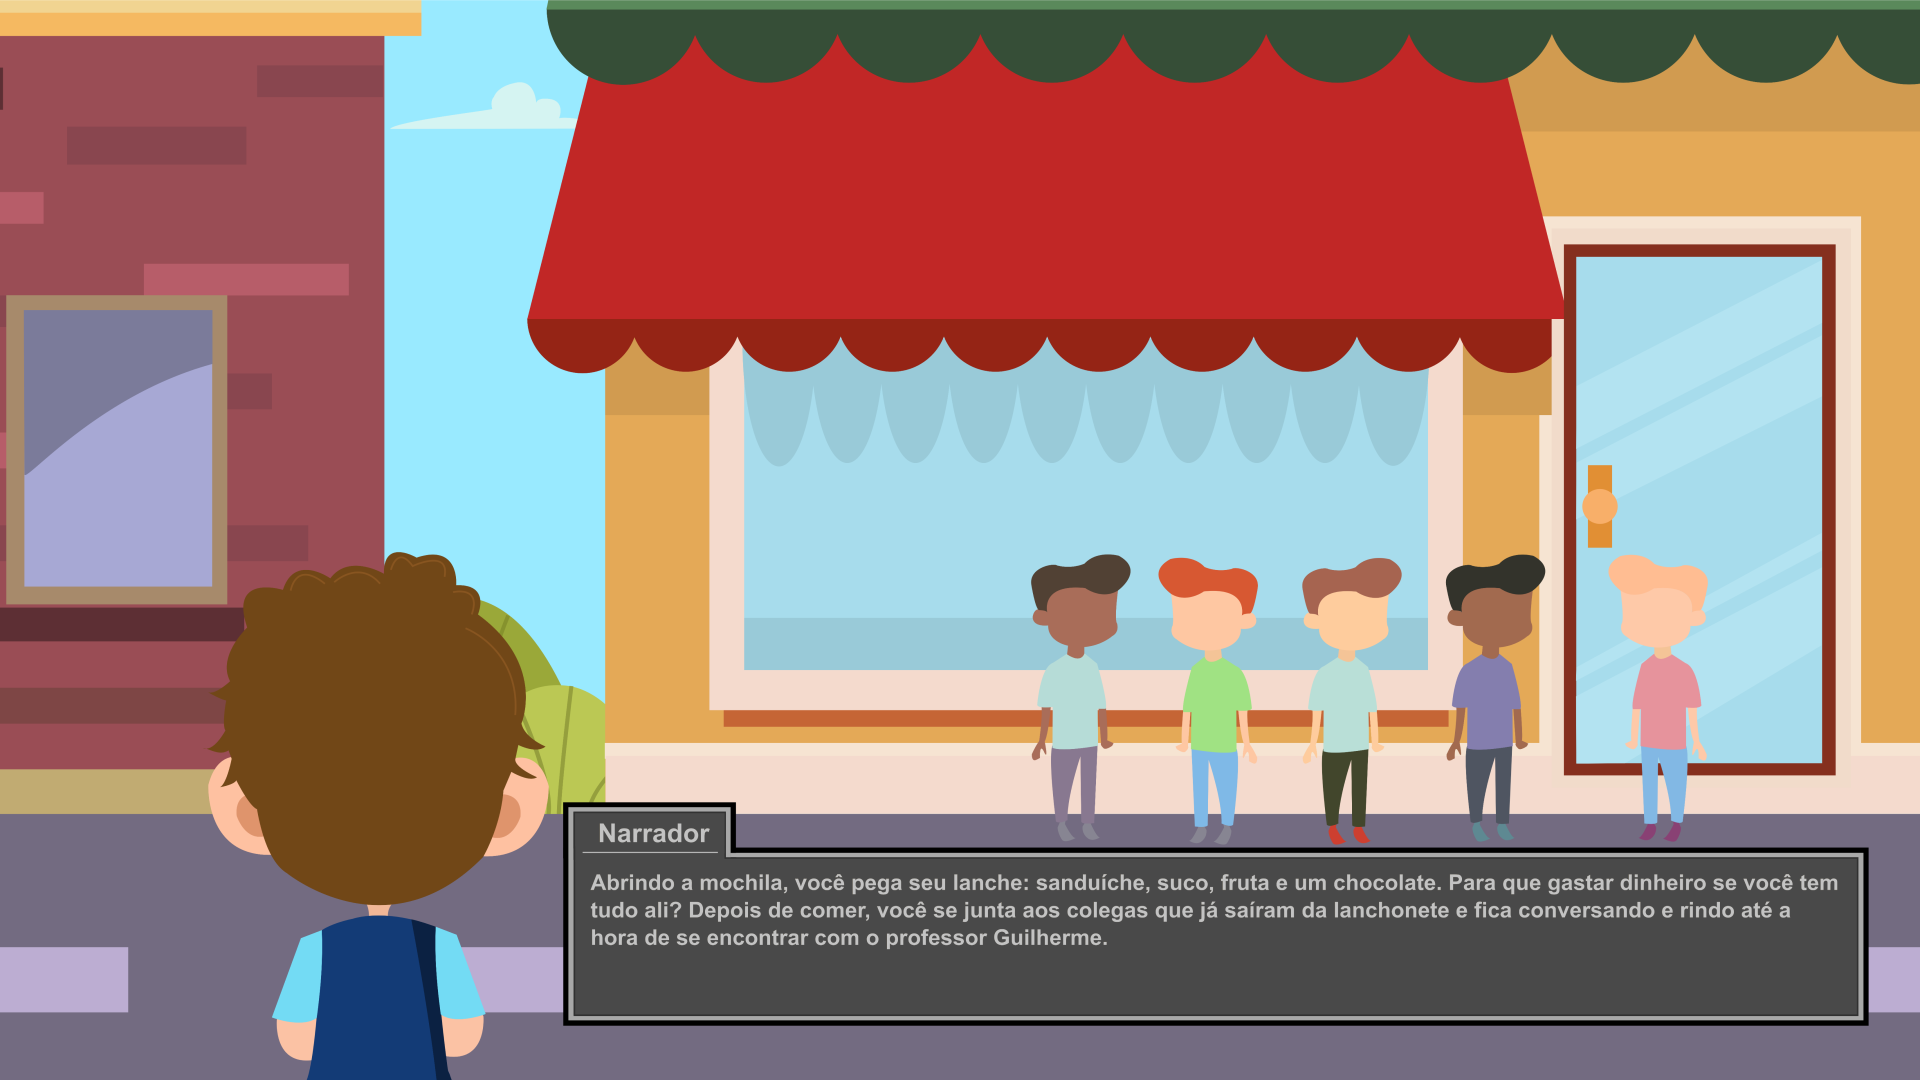 Narrador
Abrindo a mochila, você pega seu lanche: sanduíche, suco, fruta e um chocolate. Para que gastar dinheiro se você tem
tudo ali? Depois de comer, você se junta aos colegas que já saíram da lanchonete e fica conversando e rindo até a
hora de se encontrar com o professor Guilherme.